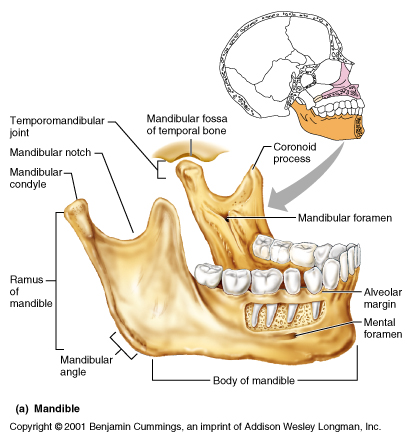 Temporomandibular
joint
Mandibular fossa
of temporal bone
Coronoid
process
Mandibular notch
Mandibular
condyle
Mandibular foramen
Ramus
of
mandible
Alveolar
margin
Mental
foramen
Mandibular
angle
Body of mandible
(a) Mandible
Copyright © 2001 Benjamin Cummings, an imprint of Addison Wesley Longman, Inc.